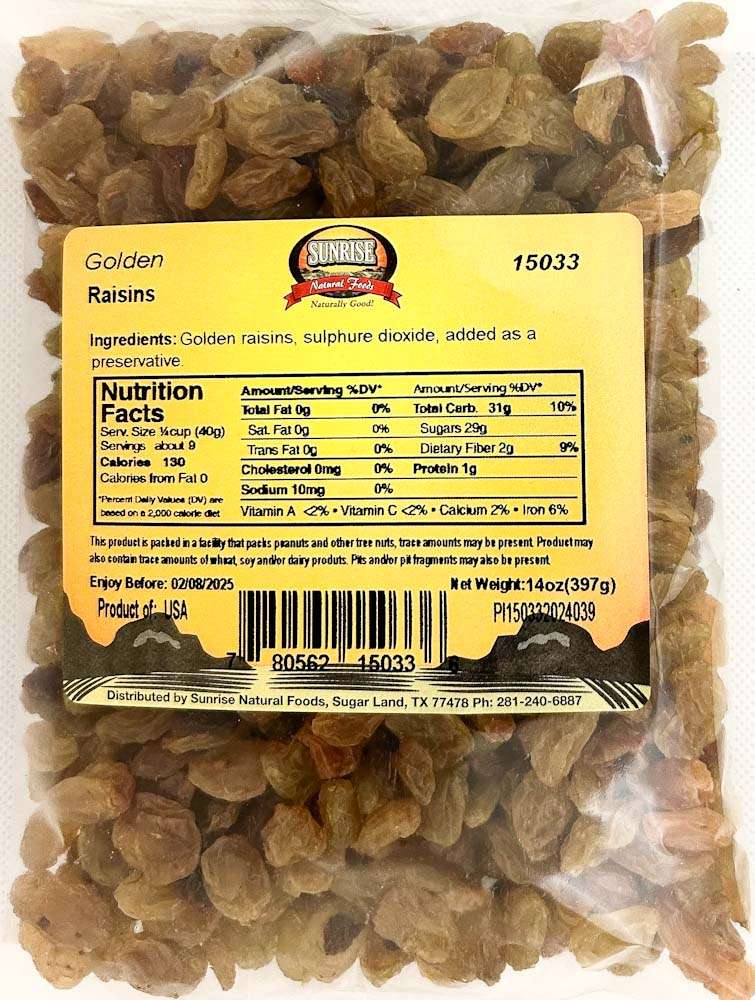 Golden
Raisins
SUNRISE
Natural Foods
Naturally Good!
15033
Ingredients: Golden raisins, sulphure dioxide, added as a
preservative.
Nutrition
Facts
Serv. Size ¼cup (40g)
Servings about 9
Calories 130
Calories from Fat 0
*Percent Daily Values (DV) are
based on a 2,000 calorie diet
Amount/Serving %DV* Amount/Serving %DV*
Total Fat 0g 0% Total Carb. 31g 10%
Sat. Fat 0g 0% Sugars 29g
Trans Fat 0g 0% Dietary Fiber 2g 9%
Cholesterol 0mg 0% Protein 1g
Sodium 10mg 0%
Vitamin A <2% • Vitamin C <2% • Calcium 2% • Iron 6%
This product is packed in a facility that packs peanuts and other tree nuts, trace amounts may be present. Product may
also contain trace amounts of wheat, soy and/or dairy produts. Pits and/or pit fragments may also be present.
Enjoy Before: 02/08/2025
Net Weight:14oz(397g)
Product of: USA
PI150332024039
7 80562 15033 6
Distributed by Sunrise Natural Foods, Sugar Land, TX 77478 Ph: 281-240-6887